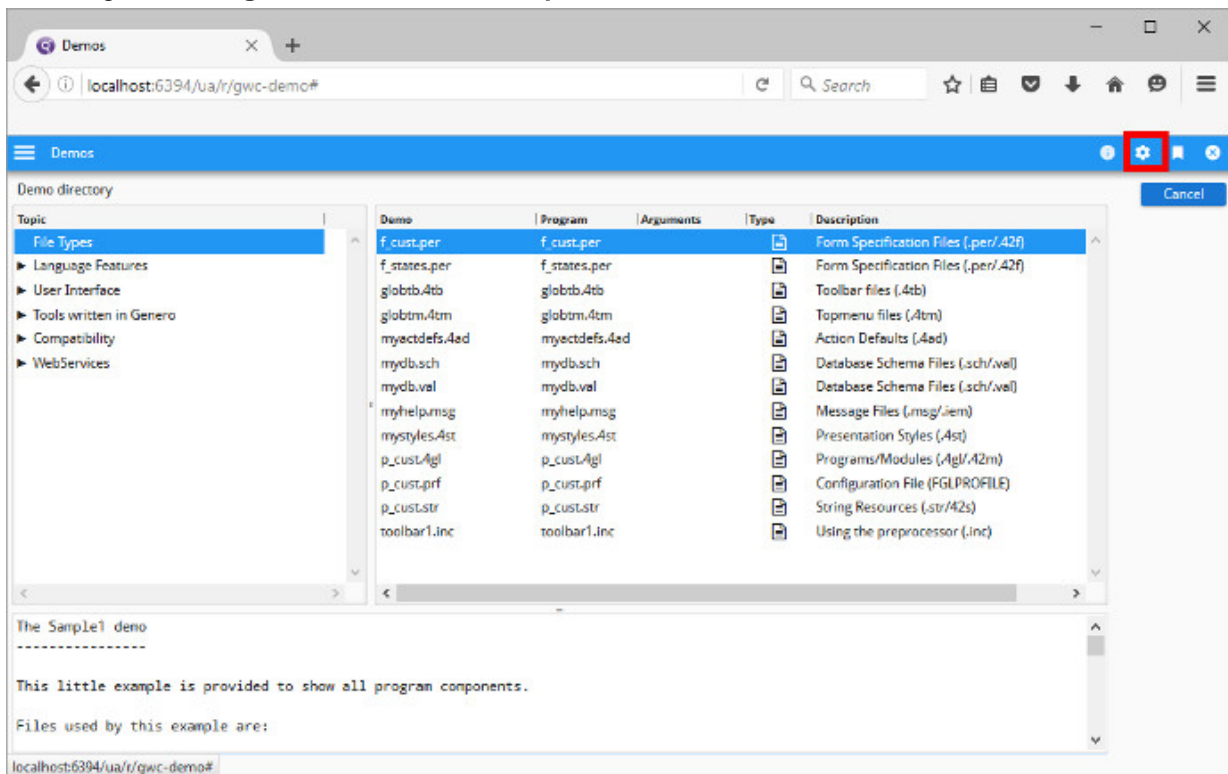 Demos
localhost:6394/ua/r/gwc-demo#
Search
Demos
Demo directory
Cancel
Topic
File Types
Language Features
User Interface
Tools written in Genero
Compatibility
WebServices
Demo Program Arguments Type Description
f_cust.per f_cust.per Form Specification Files (.per/.42f)
f_states.per f_states.per Form Specification Files (.per/.42f)
globtb.4tb globtb.4tb Toolbar files (.4tb)
globtm.4tm globtm.4tm Topmenu files (.4tm)
myactdefs.4ad myactdefs.4ad Action Defaults (.4ad)
mydb.sch mydb.sch Database Schema Files (.sch/.val)
mydb.val mydb.val Database Schema Files (.sch/.val)
myhelp.msg myhelp.msg Message Files (.msg/.iem)
mystyles.4st mystyles.4st Presentation Styles (.4st)
p_cust.4gl p_cust.4gl Programs/Modules (.4gl/.42m)
p_cust.prf p_cust.prf Configuration File (FGLPROFILE)
p_cust.str p_cust.str String Resources (.str/42s)
toolbar1.inc toolbar1.inc Using the preprocessor (.inc)
The Sample1 demo
----------------
This little example is provided to show all program components.
Files used by this example are:
localhost:6394/ua/r/gwc-demo#